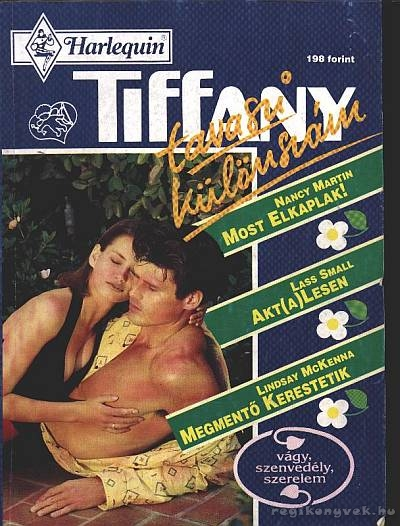 Harlequin®
198 forint
TIFFANY
tavaszi
különszám
NANCY MARTIN
MOST ELKAPLAK!
LASS SMALL
AKT(A)LESEN
LINDSAY MCKENNA
MEGMENTŐ KERESTETIK
vágy,
szenvedély,
szerelem
regikonyvek.hu